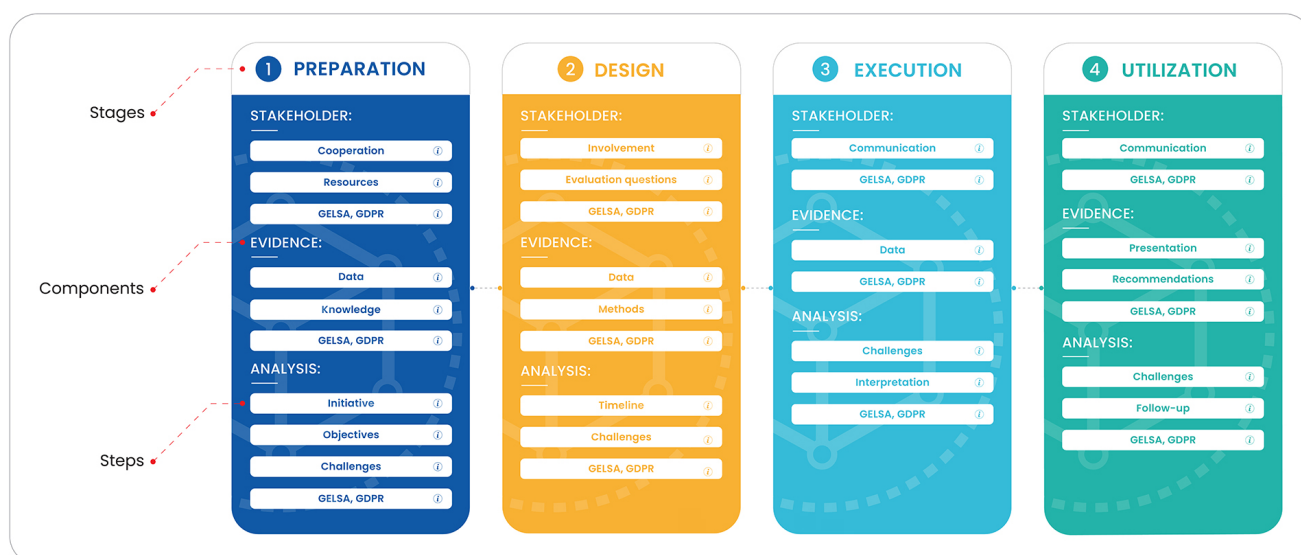 Stages
Components
Steps
1 PREPARATION
STAKEHOLDER:
Cooperation i
Resources i
GELSA, GDPR i
EVIDENCE:
Data i
Knowledge i
GELSA, GDPR i
ANALYSIS:
Initiative i
Objectives i
Challenges i
GELSA, GDPR i
2 DESIGN
STAKEHOLDER:
Involvement i
Evaluation questions i
GELSA, GDPR i
EVIDENCE:
Data i
Methods i
GELSA, GDPR i
ANALYSIS:
Timeline i
Challenges i
GELSA, GDPR i
3 EXECUTION
STAKEHOLDER:
Communication i
GELSA, GDPR i
EVIDENCE:
Data i
GELSA, GDPR i
ANALYSIS:
Challenges i
Interpretation i
GELSA, GDPR i
4 UTILIZATION
STAKEHOLDER:
Communication i
GELSA, GDPR i
EVIDENCE:
Presentation i
Recommendations i
GELSA, GDPR i
ANALYSIS:
Challenges i
Follow-up i
GELSA, GDPR i